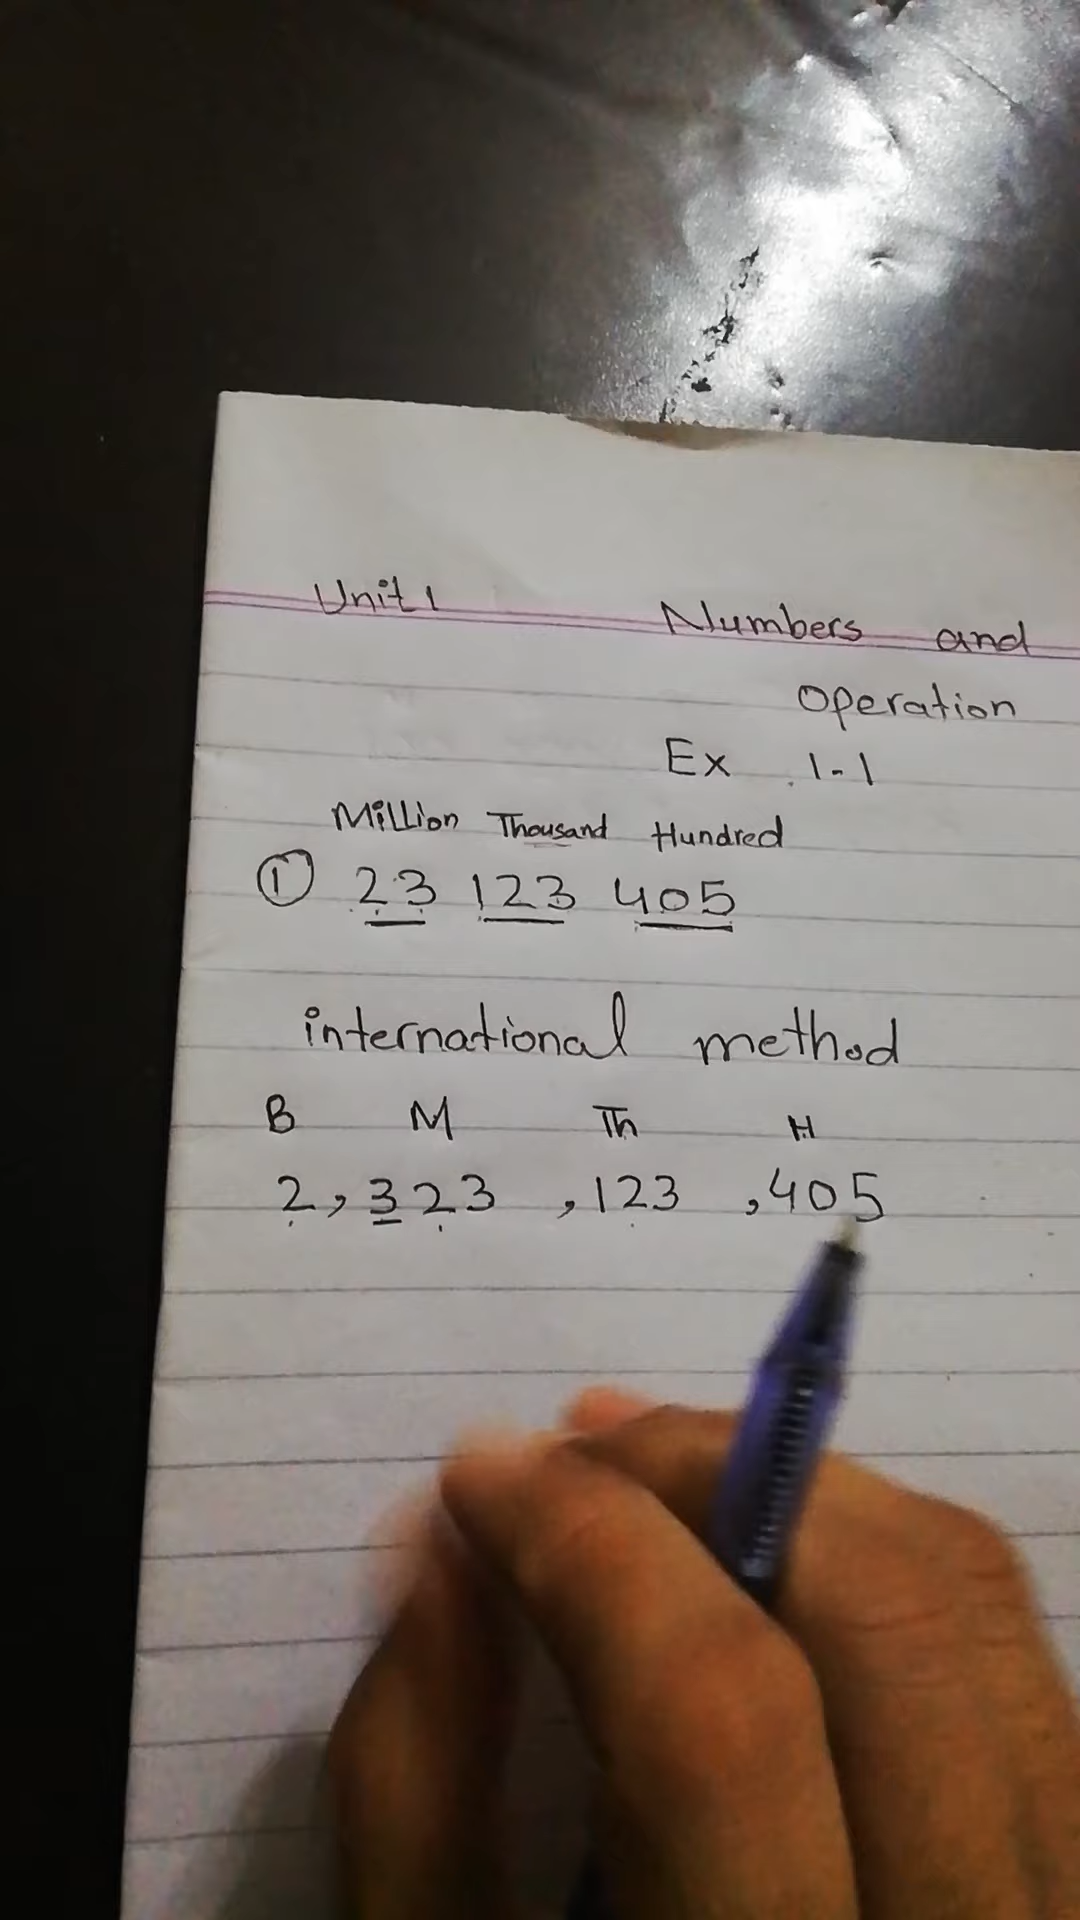 Unit 1 Numbers and
Operation
Ex 1-1
Million Thousand Hundred
① 23 123 405
international method
B M Th H
2, 323 ,123 ,405